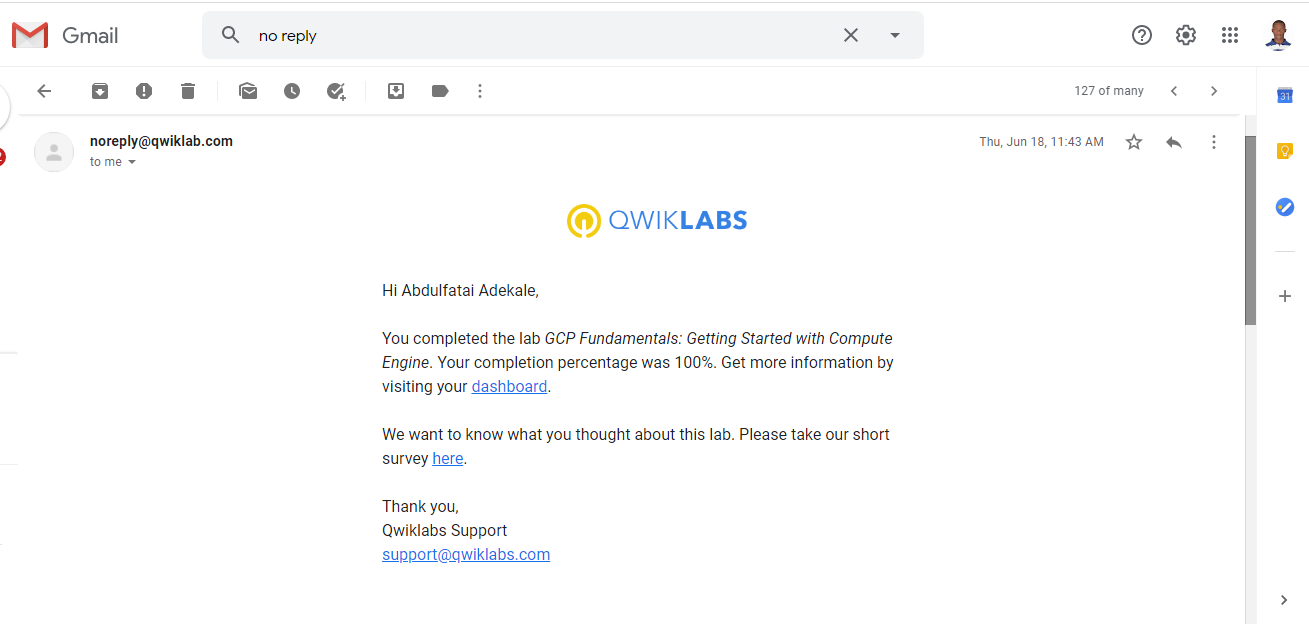 Gmail
no reply
127 of many
31
noreply@qwiklab.com
Thu, Jun 18, 11:43 AM
to me
QWIKLABS
Hi Abdulfatai Adekale,
You completed the lab GCP Fundamentals: Getting Started with Compute
Engine. Your completion percentage was 100%. Get more information by
visiting your dashboard.
We want to know what you thought about this lab. Please take our short
survey here.
Thank you,
Qwiklabs Support
support@qwiklabs.com